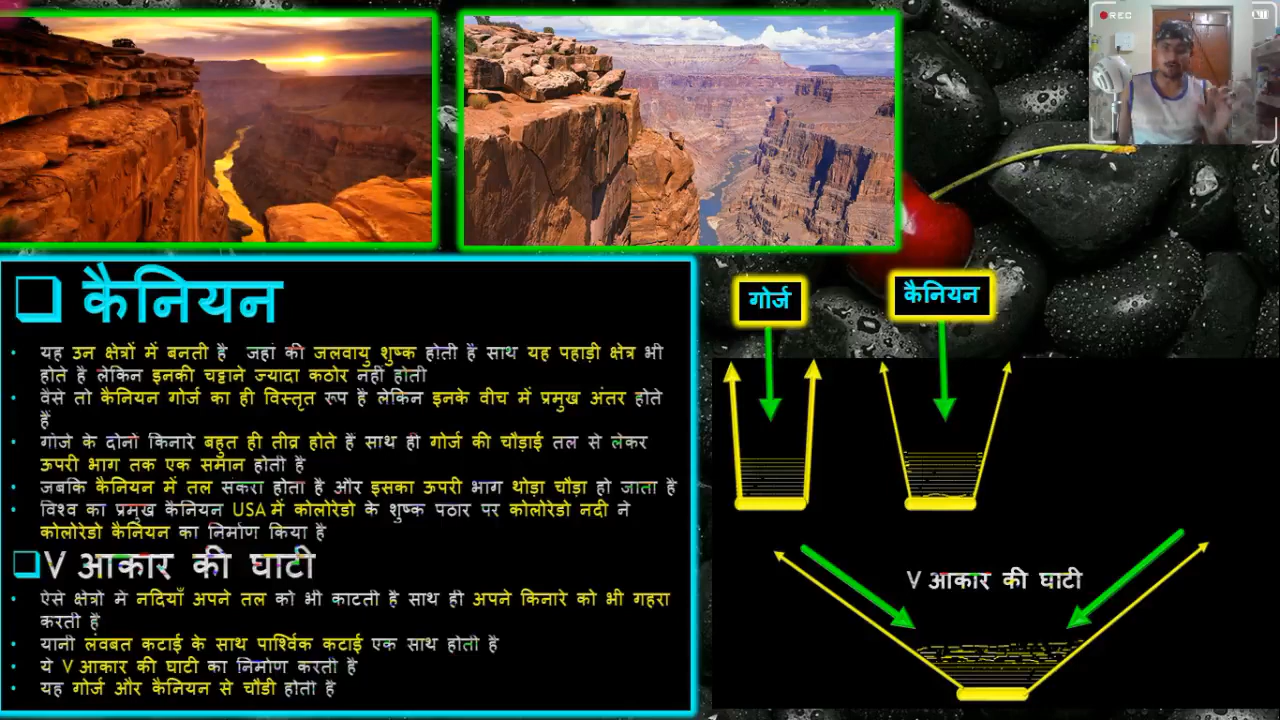 REC
कैनियन
यह उन क्षेत्रों में बनती है जहां की जलवायु शुष्क होती है साथ यह पहाड़ी क्षेत्र भी
होते है लेकिन इनकी चट्टाने ज्यादा कठोर नहीं होती
वैसे तो कैनियन गोर्ज का ही विस्तृत रूप है लेकिन इनके वीच में प्रमुख अंतर होते
हैं
गोर्ज के दोनों किनारे बहुत ही तीव्र होते हैं साथ ही गोर्ज की चौड़ाई तल से लेकर
ऊपरी भाग तक एक समान होती हैं
जबकि कैनियन में तल संकरा होता है और इसका ऊपरी भाग थोड़ा चौड़ा हो जाता है
विश्व का प्रमुख कैनियन USA में कोलोरेडो के शुष्क पठार पर कोलोरेडो नदी ने
कोलोरेडो कैनियन का निर्माण किया है
V आकार की घाटी
ऐसे क्षेत्रो में नदियाँ अपने तल को भी काटती हैं साथ ही अपने किनारे को भी गहरा
करती हैं
यानी लंवबत कटाई के साथ पार्श्विक कटाई एक साथ होती है
ये V आकार की घाटी का निर्माण करती है
यह गोर्ज और कैनियन से चौडी होता है
गोर्ज
कैनियन
V आकार की घाटी